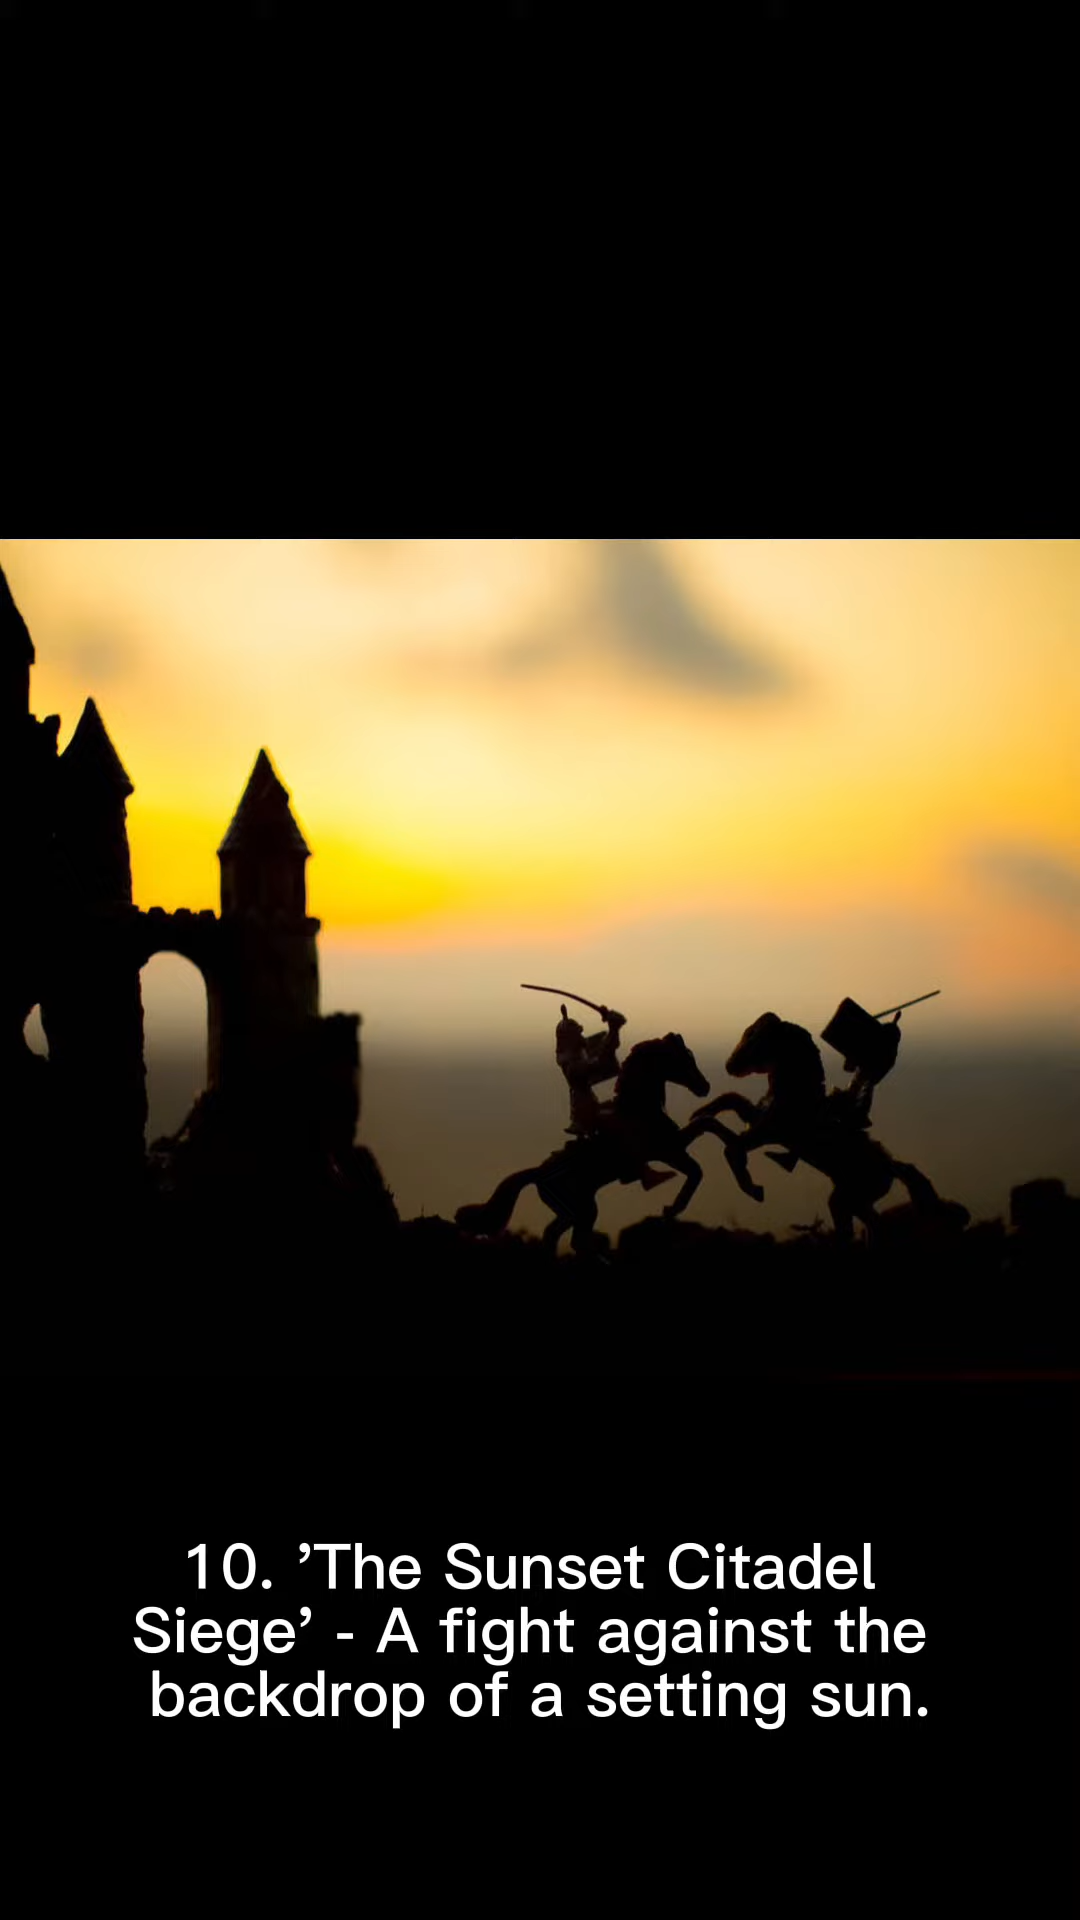 10. ’The Sunset Citadel
Siege’ - A fight against the
backdrop of a setting sun.